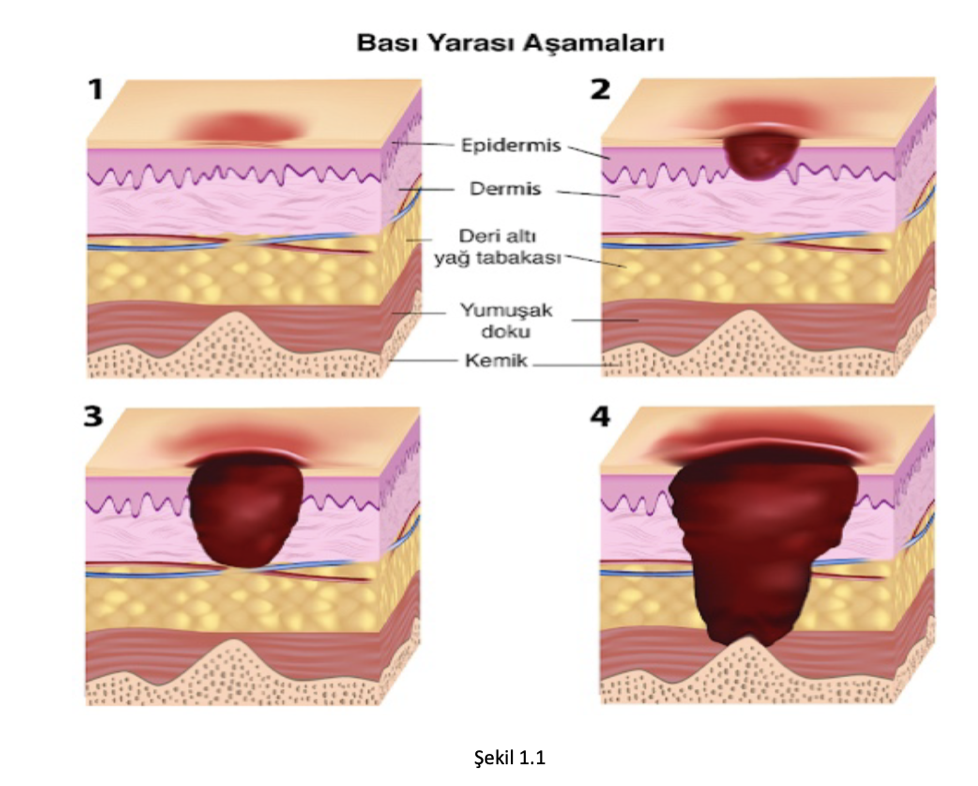 Bası Yarası Aşamaları
1
2
Epidermis
Dermis
Deri altı
yağ tabakası
Yumuşak
doku
Kemik
3
4
Şekil 1.1